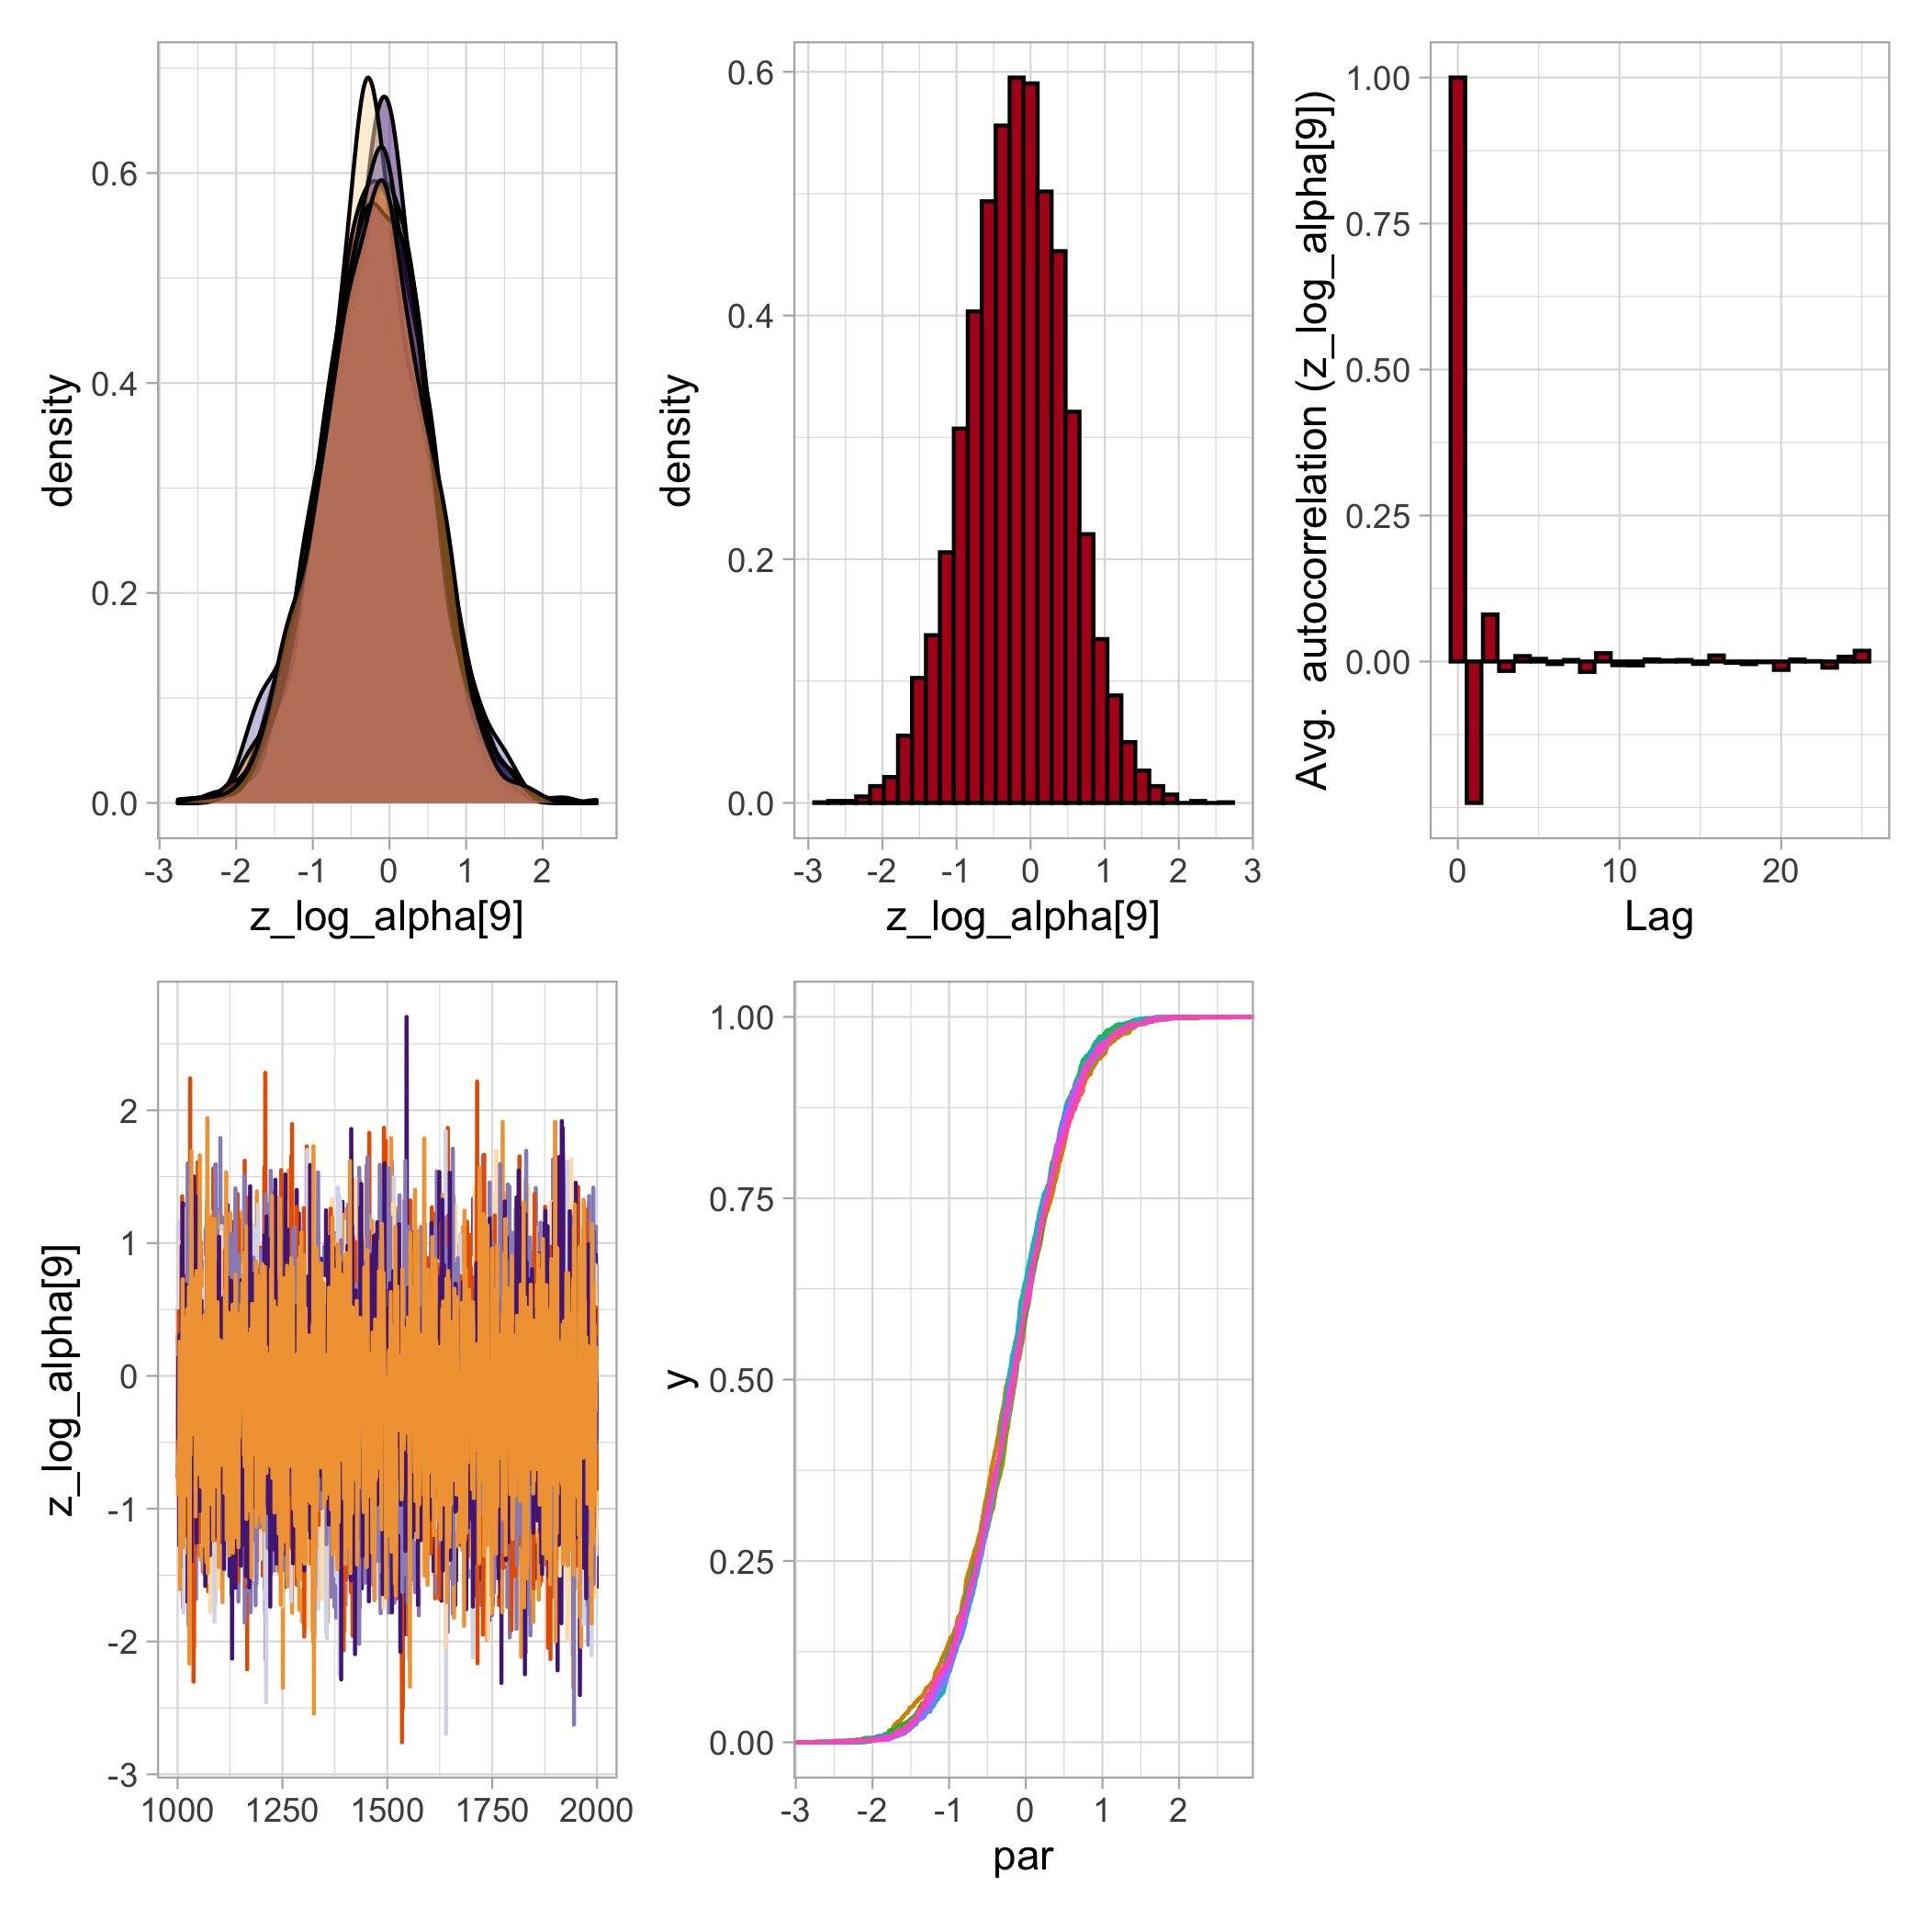 density
0.6
0.4
0.2
0.0
-3 -2 -1 0 1 2
z_log_alpha[9]
density
0.6
0.4
0.2
0.0
-3 -2 -1 0 1 2 3
z_log_alpha[9]
Avg. autocorrelation (z_log_alpha[9])
1.00
0.75
0.50
0.25
0.00
0 10 20
Lag
z_log_alpha[9]
2
1
0
-1
-2
-3
1000 1250 1500 1750 2000
y
1.00
0.75
0.50
0.25
0.00
-3 -2 -1 0 1 2
par